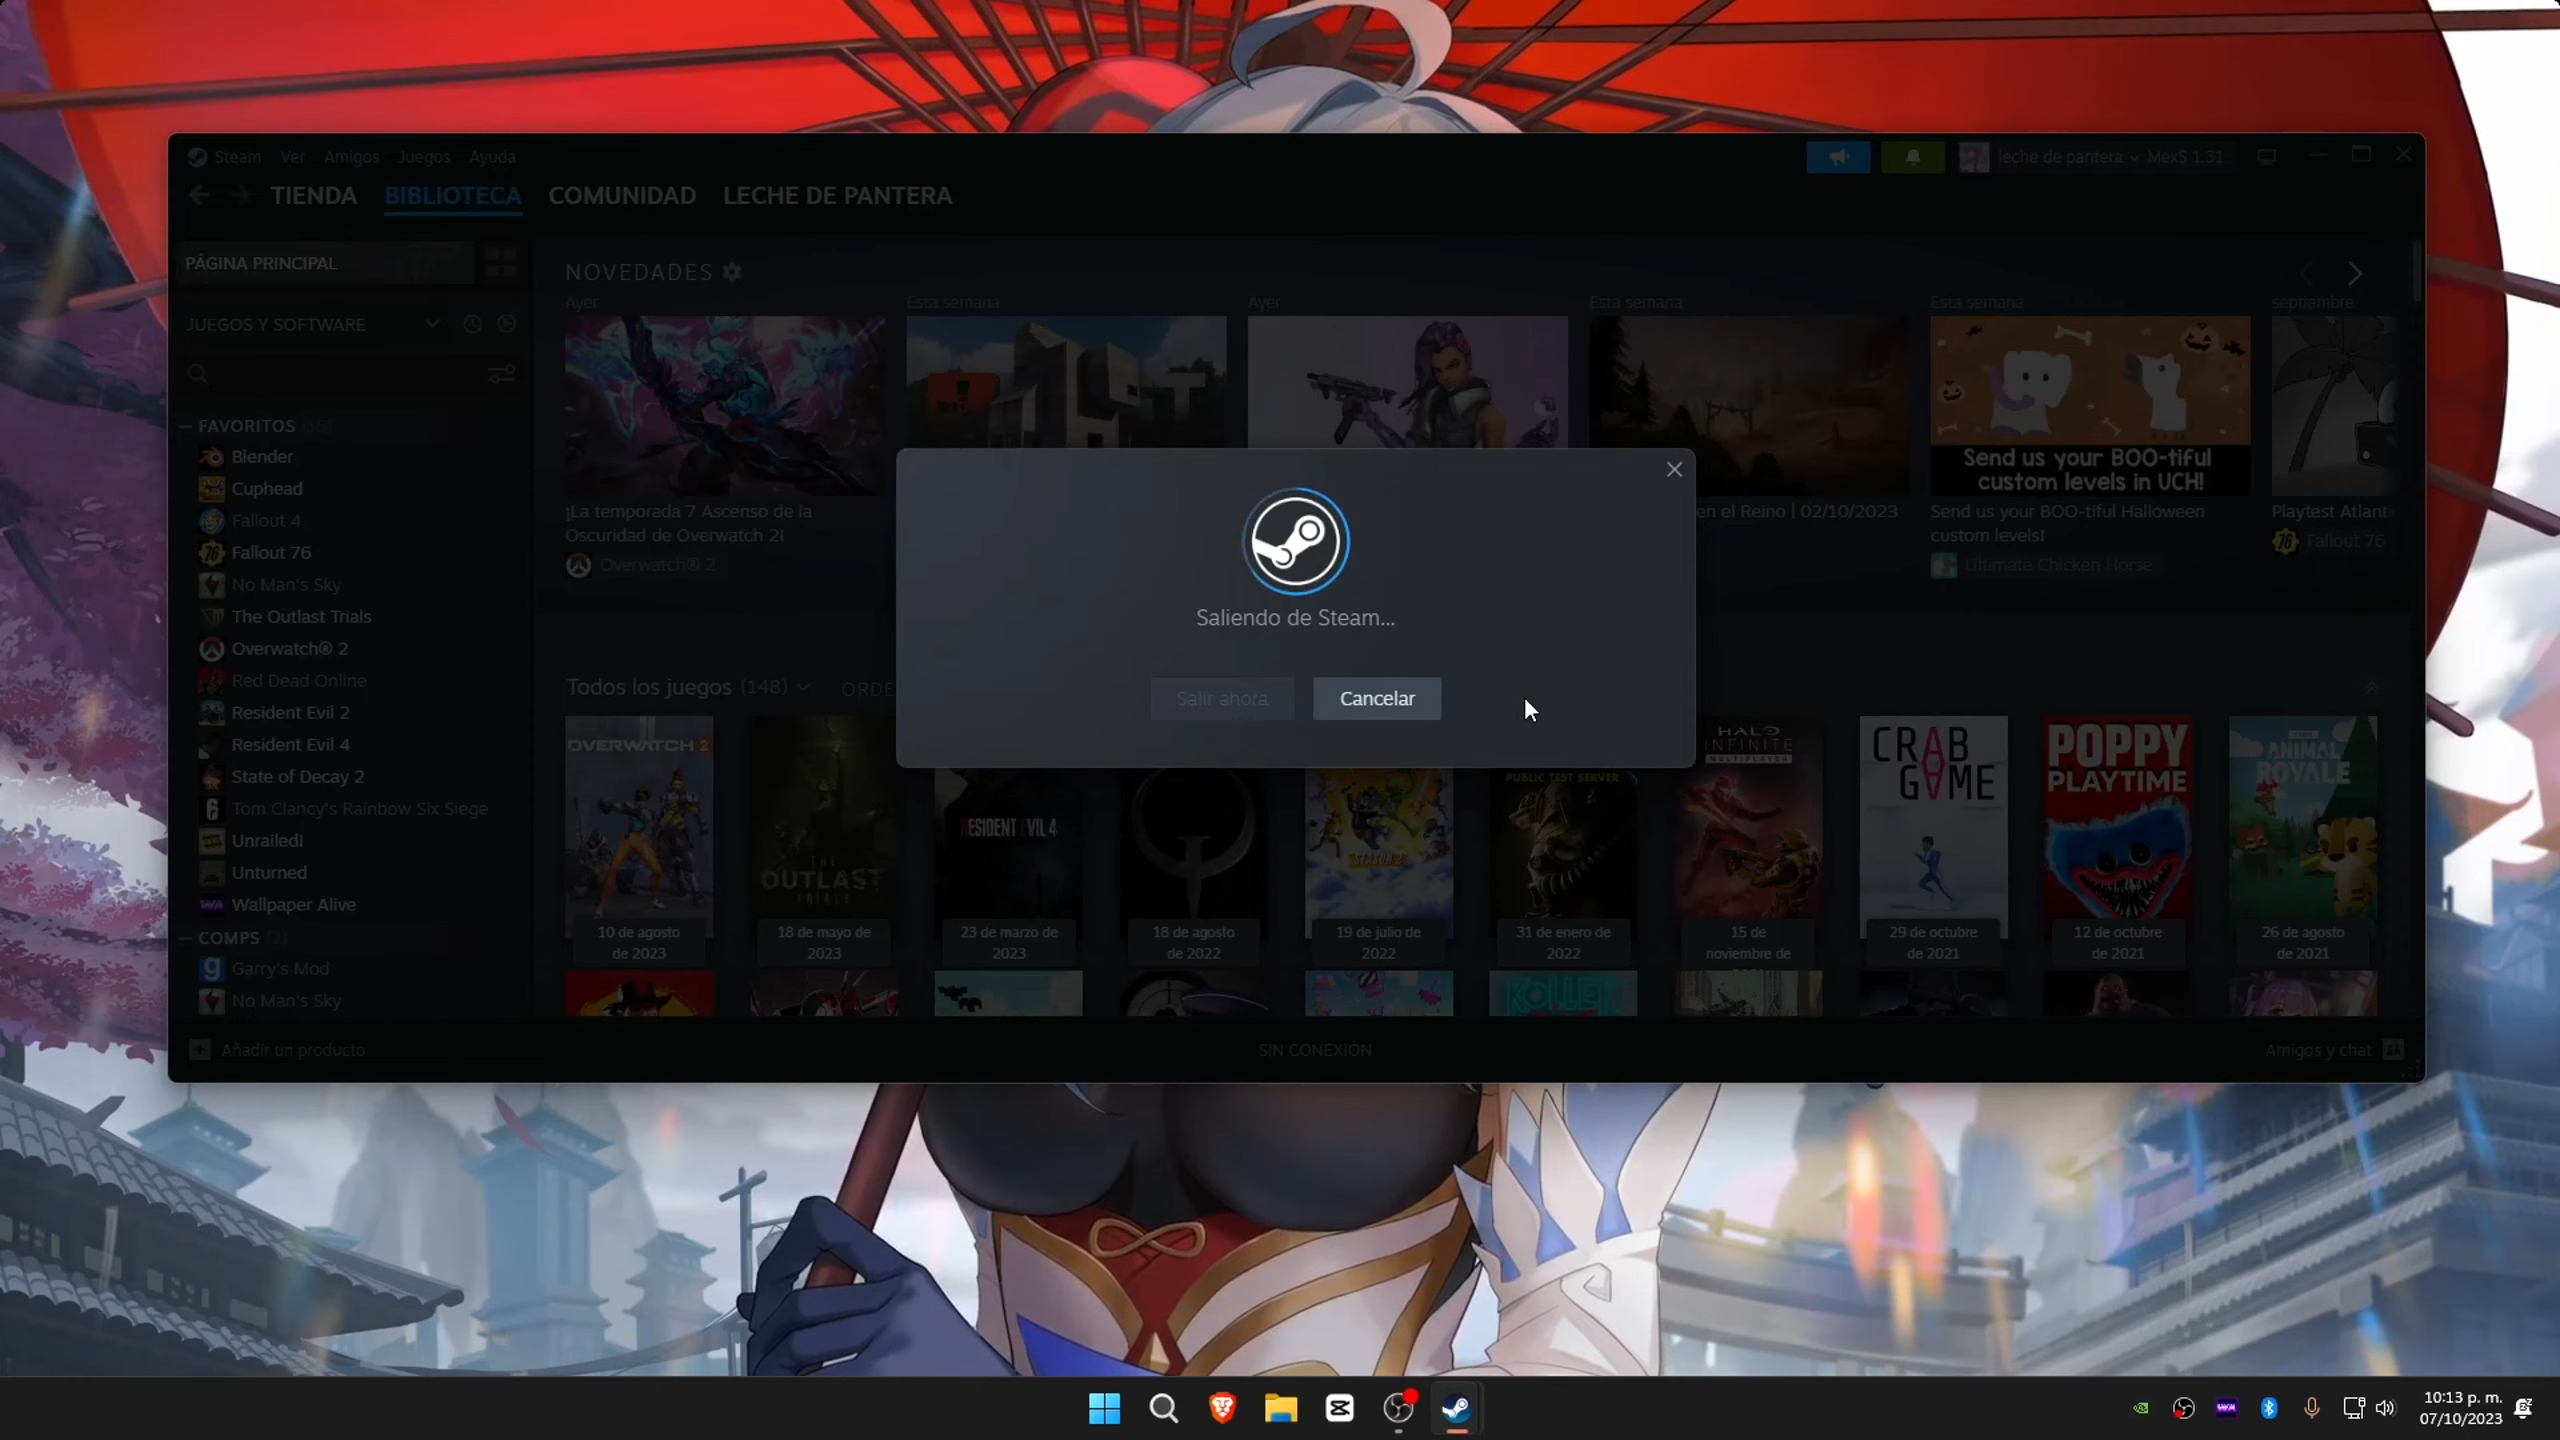 Steam Ver Amigos Juegos Ayuda
leche de pantera MexS 1.31
TIENDA BIBLIOTECA COMUNIDAD LECHE DE PANTERA
PÁGINA PRINCIPAL
NOVEDADES
JUEGOS Y SOFTWARE
Ayer
Esta semana
Ayer
Esta semana
Esta semana
septiembre
Send us your BOO-tiful
custom levels in UCH!
¡La temporada 7 Ascenso de la
Oscuridad de Overwatch 2!
Overwatch® 2
en el Reino | 02/10/2023
Send us your BOO-tiful Halloween
custom levels!
Ultimate Chicken Horse
Playtest Atlant
Fallout 76
FAVORITOS (15)
Blender
Cuphead
Fallout 4
Fallout 76
No Man's Sky
The Outlast Trials
Overwatch® 2
Red Dead Online
Resident Evil 2
Resident Evil 4
State of Decay 2
Tom Clancy's Rainbow Six Siege
Unrailed!
Unturned
Wallpaper Alive
COMPS (2)
Garry's Mod
No Man's Sky
Saliendo de Steam...
Salir ahora
Cancelar
Todos los juegos (148)
ORDE
OVERWATCH 2
THE
OUTLAST
TRIALS
RESIDENT EVIL 4
PUBLIC TEST SERVER
HALO
INFINITE
MULTIPLAYER
CRAB
GAME
POPPY
PLAYTIME
ANIMAL
ROYALE
10 de agosto
de 2023
18 de mayo de
2023
23 de marzo de
2023
18 de agosto
de 2022
19 de julio de
2022
31 de enero de
2022
15 de
noviembre de
29 de octubre
de 2021
12 de octubre
de 2021
26 de agosto
de 2021
Añadir un producto
SIN CONEXIÓN
Amigos y chat
10:13 p. m.
07/10/2023